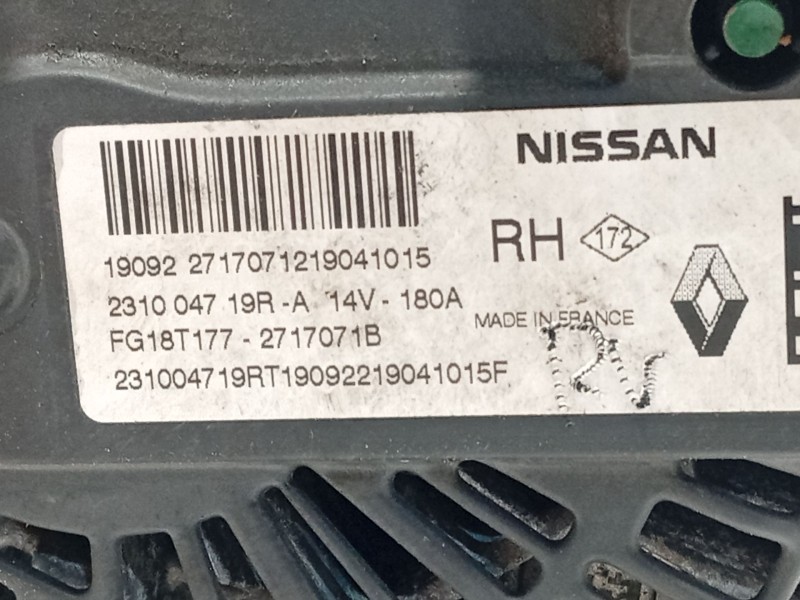 NISSAN
RH 172
19092 2717071219041015
2310 047 19R -A 14V - 180A
MADE IN FRANCE
FG18T177 - 2717071B
231004719RT19092219041015F